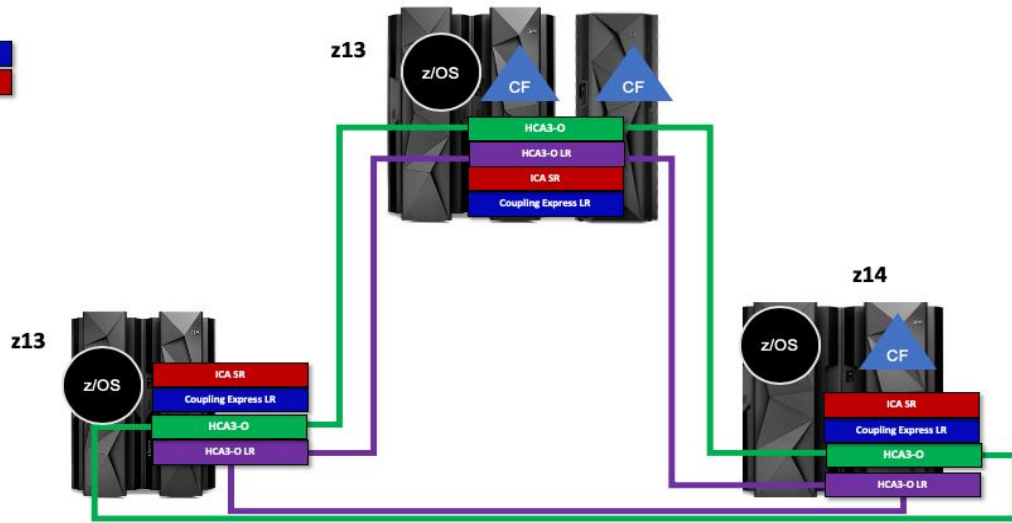 z13
z/OS
CF
CF
HCA3-O
HCA3-O LR
ICA SR
Coupling Express LR
z13
z/OS
ICA SR
Coupling Express LR
HCA3-O
HCA3-O LR
z14
z/OS
CF
ICA SR
Coupling Express LR
HCA3-O
HCA3-O LR